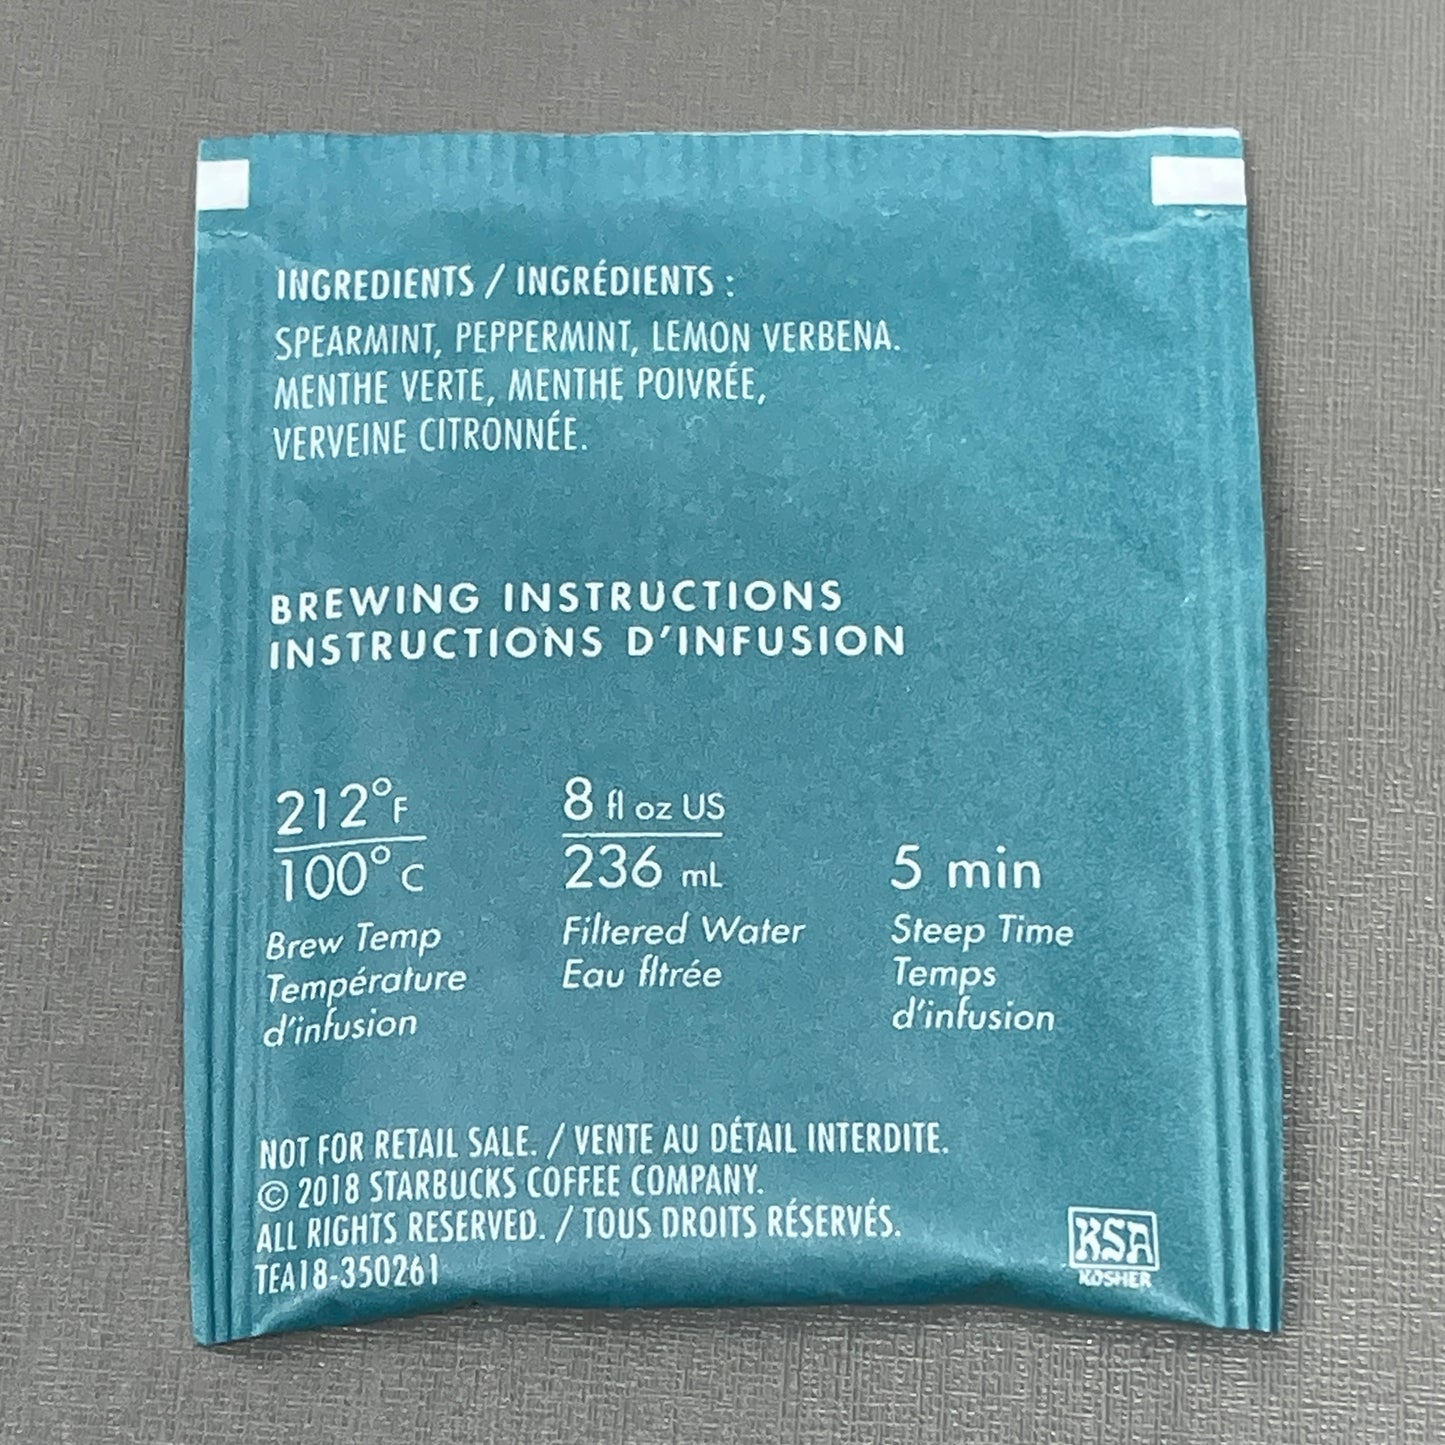 INGREDIENTS / INGRÉDIENTS :
SPEARMINT, PEPPERMINT, LEMON VERBENA.
MENTHE VERTE, MENTHE POIVRÉE,
VERVEINE CITRONNÉE.
BREWING INSTRUCTIONS
INSTRUCTIONS D'INFUSION
212°F
100°C
Brew Temp
Température
d'infusion
8 fl oz US
236 mL
Filtered Water
Eau fltrée
5 min
Steep Time
Temps
d'infusion
NOT FOR RETAIL SALE. / VENTE AU DÉTAIL INTERDITE.
© 2018 STARBUCKS COFFEE COMPANY.
ALL RIGHTS RESERVED. / TOUS DROITS RÉSERVÉS.
TEA18-350261
KSA
KOSHER